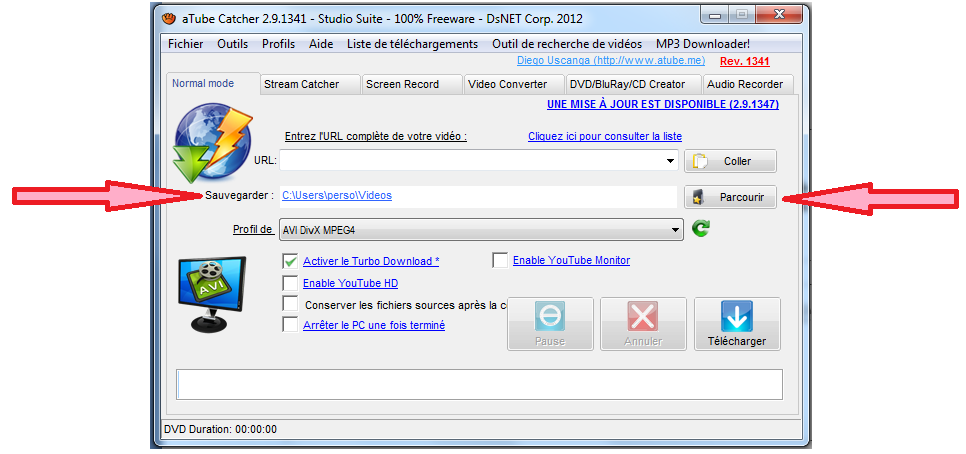 aTube Catcher 2.9.1341 - Studio Suite - 100% Freeware - DsNET Corp. 2012
Fichier Outils Profils Aide Liste de téléchargements Outil de recherche de vidéos MP3 Downloader!
Diego Uscanga (http://www.atube.me) Rev. 1341
Normal mode Stream Catcher Screen Record Video Converter DVD/BluRay/CD Creator Audio Recorder
UNE MISE À JOUR EST DISPONIBLE (2.9.1347)
Entrez l'URL complète de votre vidéo : Cliquez ici pour consulter la liste
URL: Coller
Sauvegarder : C:\Users\perso\Videos Parcourir
Profil de AVI DivX MPEG4
Activer le Turbo Download * Enable YouTube Monitor
Enable YouTube HD
AVI
Conserver les fichiers sources après la c
Arrêter le PC une fois terminé
Pause Annuler Télécharger
DVD Duration: 00:00:00